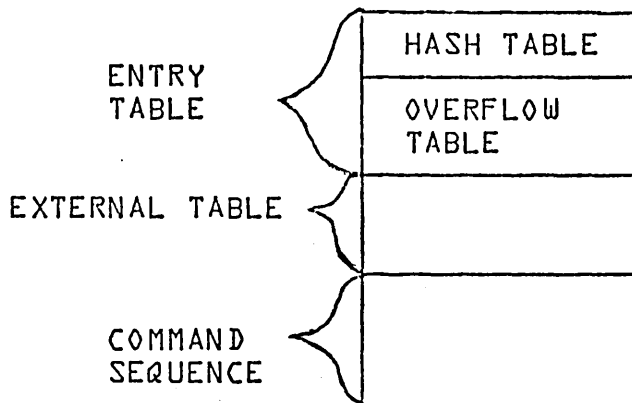 HASH TABLE
ENTRY
TABLE
OVERFLOW
TABLE
EXTERNAL TABLE
COMMAND
SEQUENCE